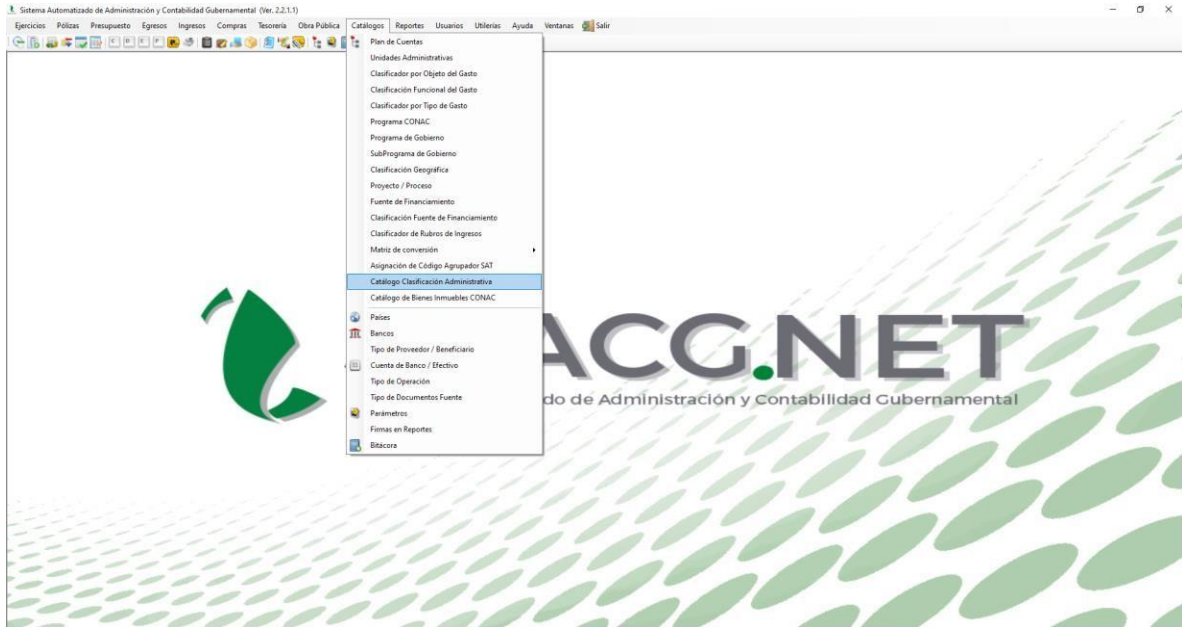 Sistema Automatizado de Administración y Contabilidad Gubernamental (Ver. 2.2.1.1)
Ejercicios Pólizas Presupuesto Egresos Ingresos Compras Tesorería Obra Pública Catálogos Reportes Usuarios Utilerías Ayuda Ventanas Salir
Plan de Cuentas
Unidades Administrativas
Clasificador por Objeto del Gasto
Clasificación Funcional del Gasto
Clasificador por Tipo de Gasto
Programa CONAC
Programa de Gobierno
SubPrograma de Gobierno
Clasificación Geográfica
Proyecto / Proceso
Fuente de Financiamiento
Clasificación Fuente de Financiamiento
Clasificador de Rubros de Ingresos
Matriz de conversión
Asignación de Código Agrupador SAT
Catálogo Clasificación Administrativa
Catálogo de Bienes Inmuebles CONAC
Países
Bancos
Tipo de Proveedor / Beneficiario
Cuenta de Banco / Efectivo
Tipo de Operación
Tipo de Documentos Fuente
Parámetros
Firmas en Reportes
Bitácora
ACG.NET
do de Administración y Contabilidad Gubernamental